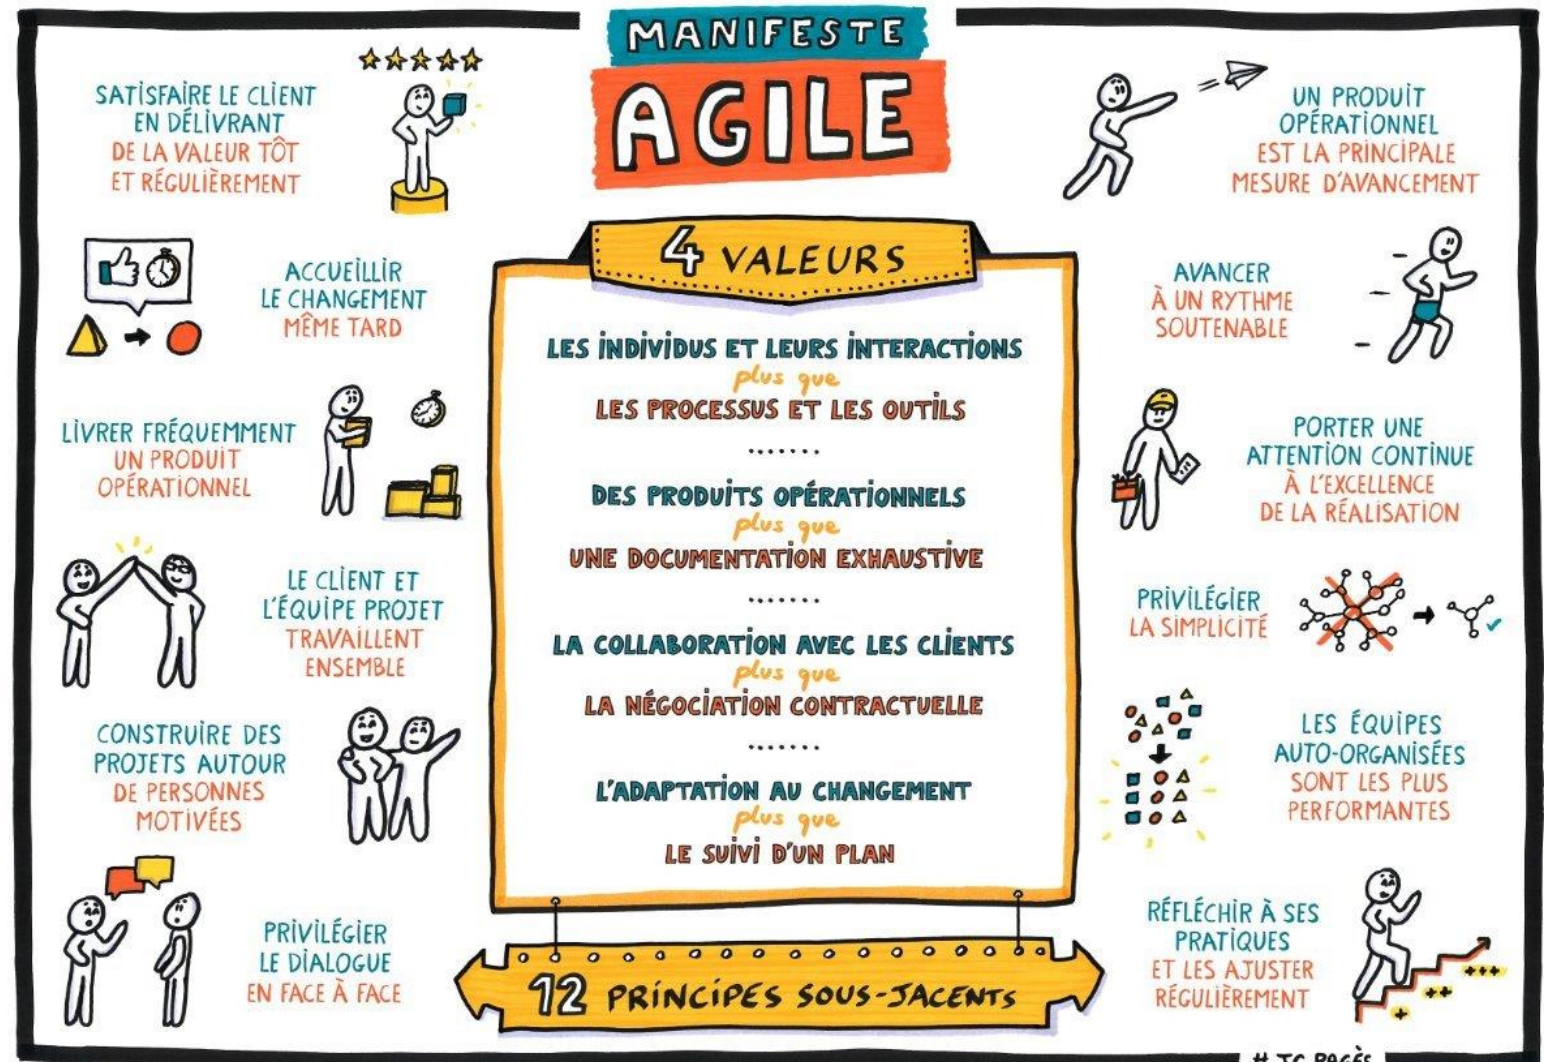 MANIFESTE
AGILE
SATISFAIRE LE CLIENT
EN DÉLIVRANT
DE LA VALEUR TÔT
ET RÉGULIÈREMENT
ACCUEILLIR
LE CHANGEMENT
MÊME TARD
LIVRER FRÉQUEMMENT
UN PRODUIT
OPÉRATIONNEL
LE CLIENT ET
L'ÉQUIPE PROJET
TRAVAILLENT
ENSEMBLE
CONSTRUIRE DES
PROJETS AUTOUR
DE PERSONNES
MOTIVÉES
PRIVILÉGIER
LE DIALOGUE
EN FACE À FACE
4 VALEURS
LES INDIVIDUS ET LEURS INTERACTIONS
plus que
LES PROCESSUS ET LES OUTILS
.......
DES PRODUITS OPÉRATIONNELS
plus que
UNE DOCUMENTATION EXHAUSTIVE
.......
LA COLLABORATION AVEC LES CLIENTS
plus que
LA NÉGOCIATION CONTRACTUELLE
.......
L'ADAPTATION AU CHANGEMENT
plus que
LE SUIVI D'UN PLAN
12 PRINCIPES SOUS-JACENTS
UN PRODUIT
OPÉRATIONNEL
EST LA PRINCIPALE
MESURE D'AVANCEMENT
AVANCER
À UN RYTHME
SOUTENABLE
PORTER UNE
ATTENTION CONTINUE
À L'EXCELLENCE
DE LA RÉALISATION
PRIVILÉGIER
LA SIMPLICITÉ
LES ÉQUIPES
AUTO-ORGANISÉES
SONT LES PLUS
PERFORMANTES
RÉFLÉCHIR À SES
PRATIQUES
ET LES AJUSTER
RÉGULIÈREMENT
+++
++
+
# JC PAGÈS